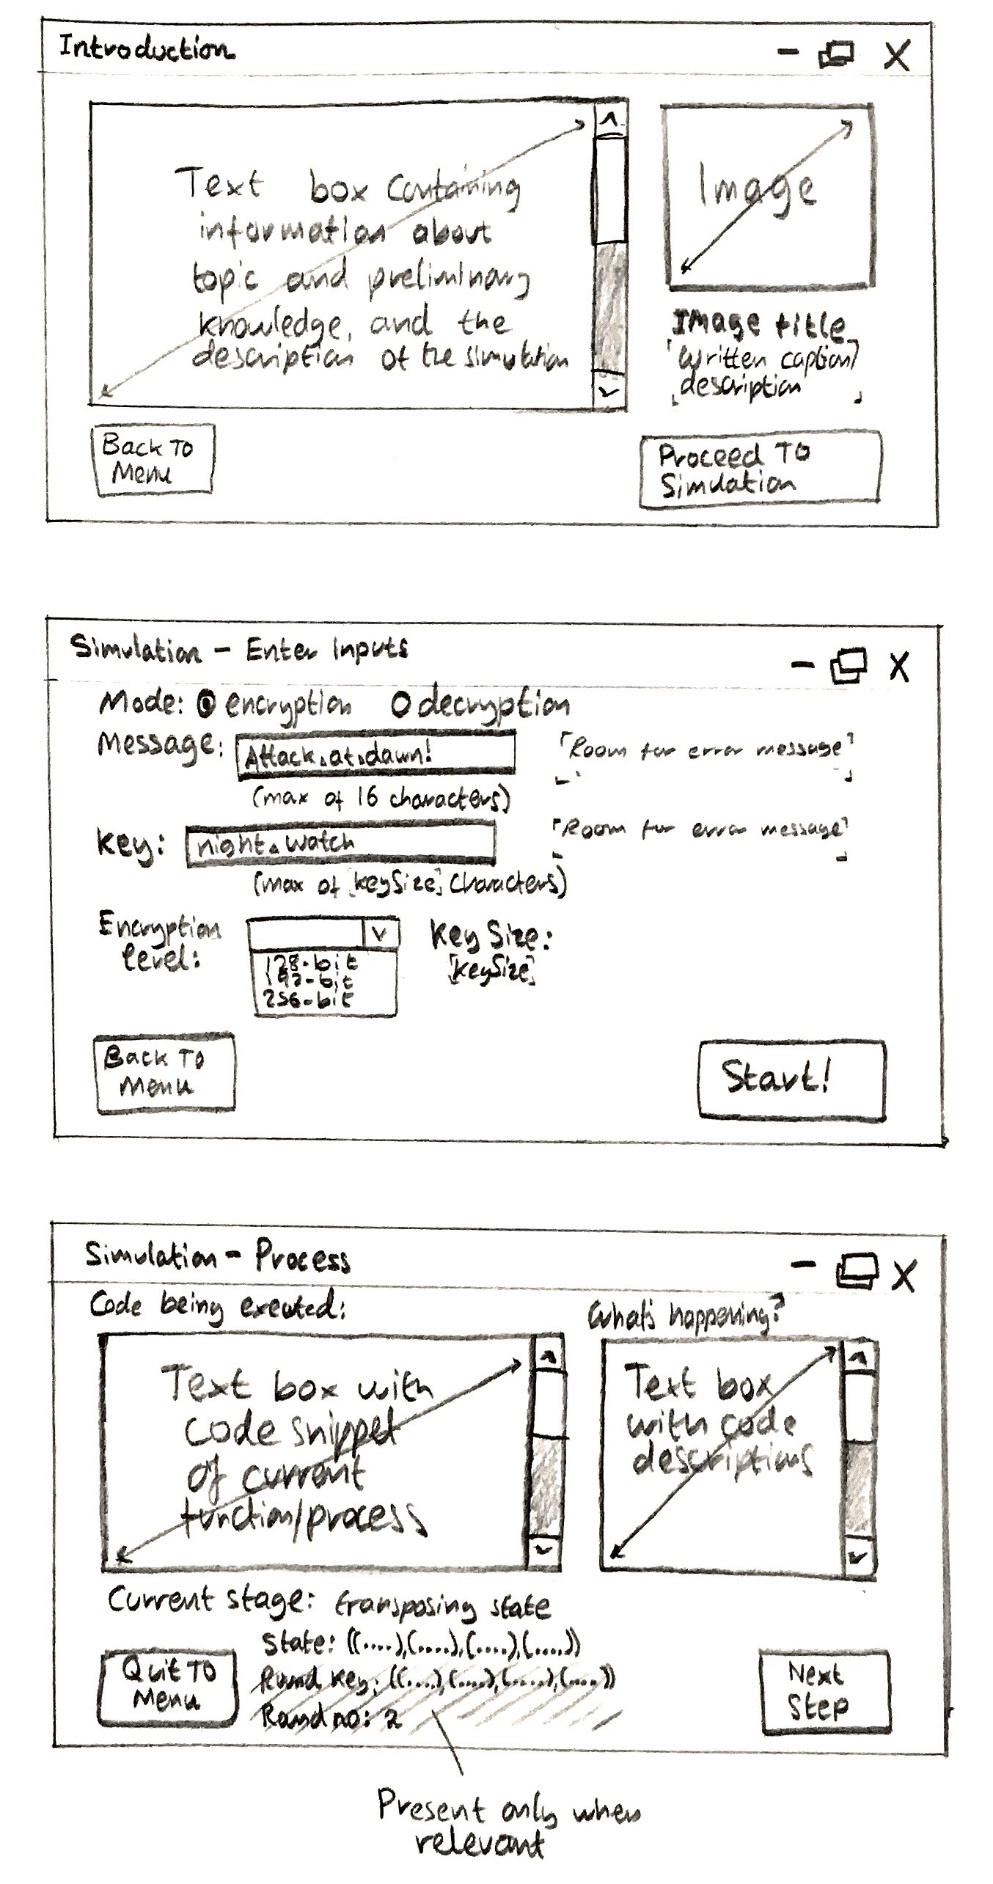 Introduction
Text box containing
information about
topic and preliminary
knowledge, and the
description of the simulation
Image
Image title
[written caption/
description]
Back To
Menu
Proceed To
Simulation
Simulation - Enter Inputs
Mode: encryption decryption
Message: Attack▵at▵dawn! [Room for error message]
(max of 16 characters)
Key: night▵watch [Room for error message]
(max of [keySize] characters)
Encryption
level:
128-bit
192-bit
256-bit
Key Size:
[keySize]
Back To
Menu
Start!
Simulation - Process
Code being executed:
What's happening?
Text box with
code snippet
of current
function/process
Text box
with code
descriptions
Current stage: transposing state
State: ((....),(....),(....),(....))
Round Key: ((....),(....),(....),(....))
Round no: 2
Quit To
Menu
Next
Step
Present only when
relevant